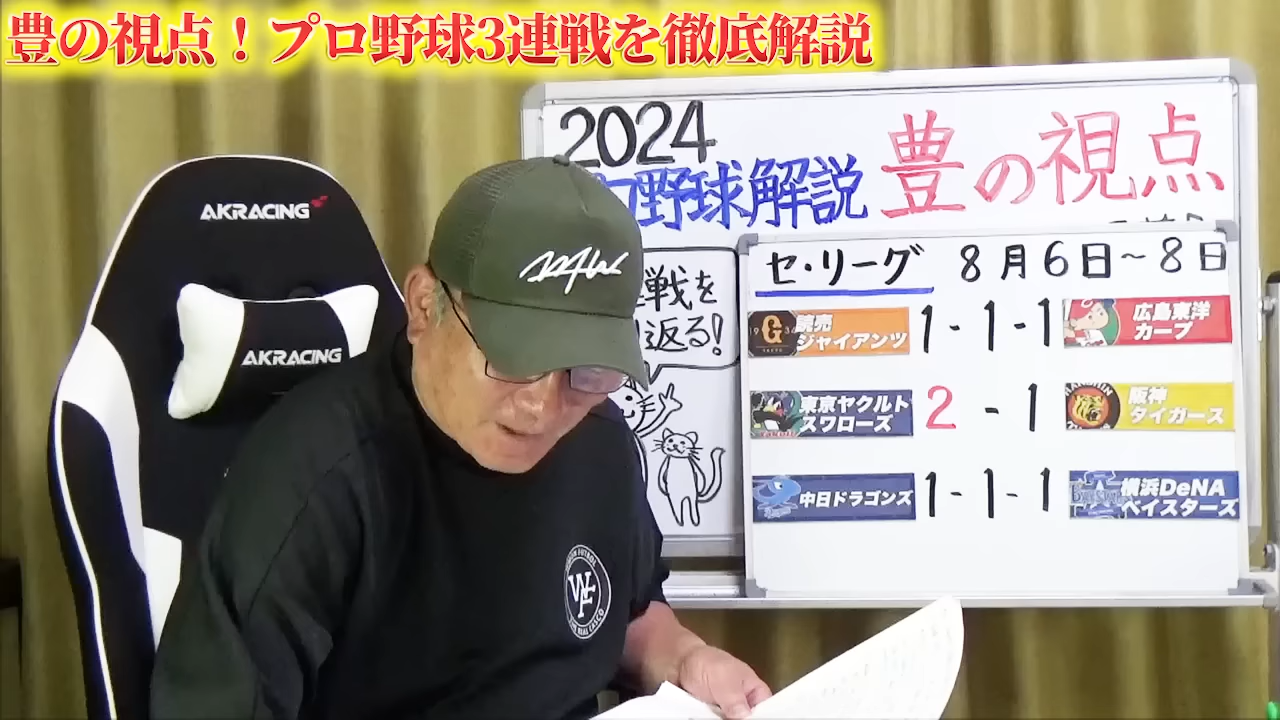 豊の視点！プロ野球3連戦を徹底解説
2024
プロ野球解説 豊の視点
戦を
返る!
セ・リーグ 8月6日～8日
読売
ジャイアンツ
1-1-1
広島東洋
カープ
東京ヤクルト
スワローズ
2-1
阪神
タイガース
中日ドラゴンズ
1-1-1
横浜DeNA
ベイスターズ
AKRACING
AKRACING
WF